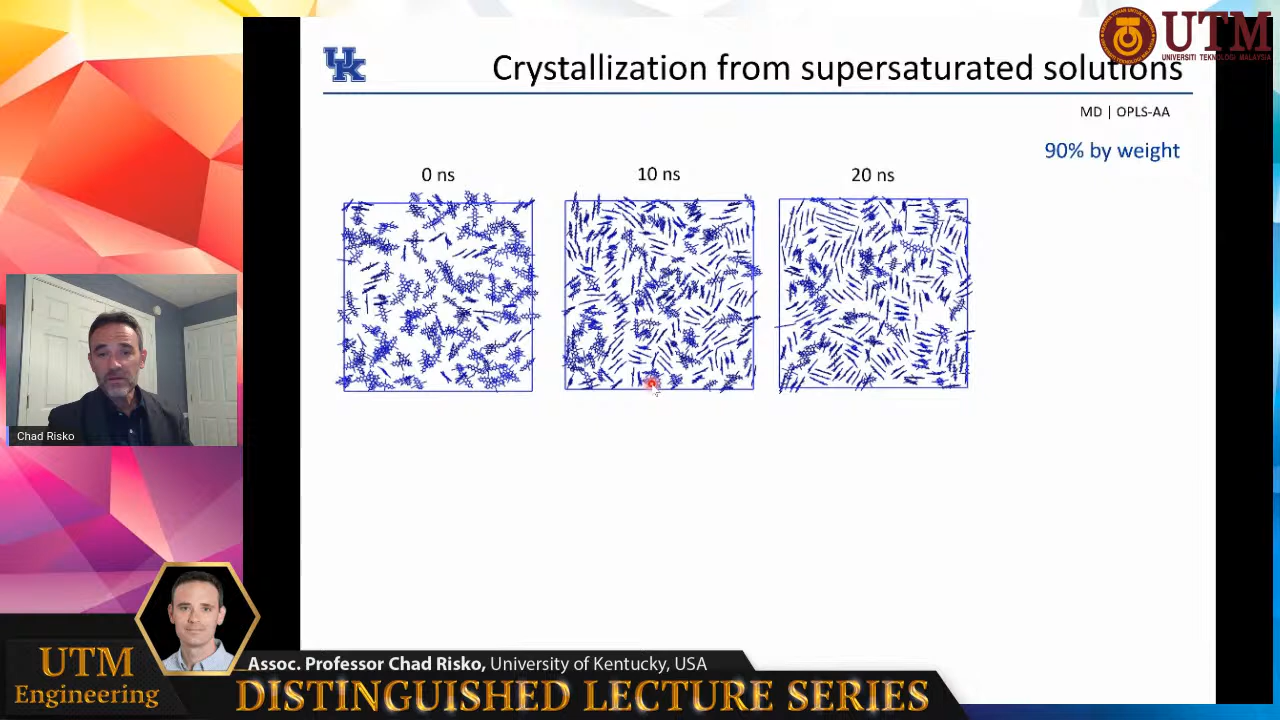 UK
Crystallization from supersaturated solutions
UTM
UNIVERSITI TEKNOLOGI MALAYSIA
MD | OPLS-AA
90% by weight
0 ns
10 ns
20 ns
Chad Risko
UTM
Engineering
Assoc. Professor Chad Risko, University of Kentucky, USA
DISTINGUISHED LECTURE SERIES